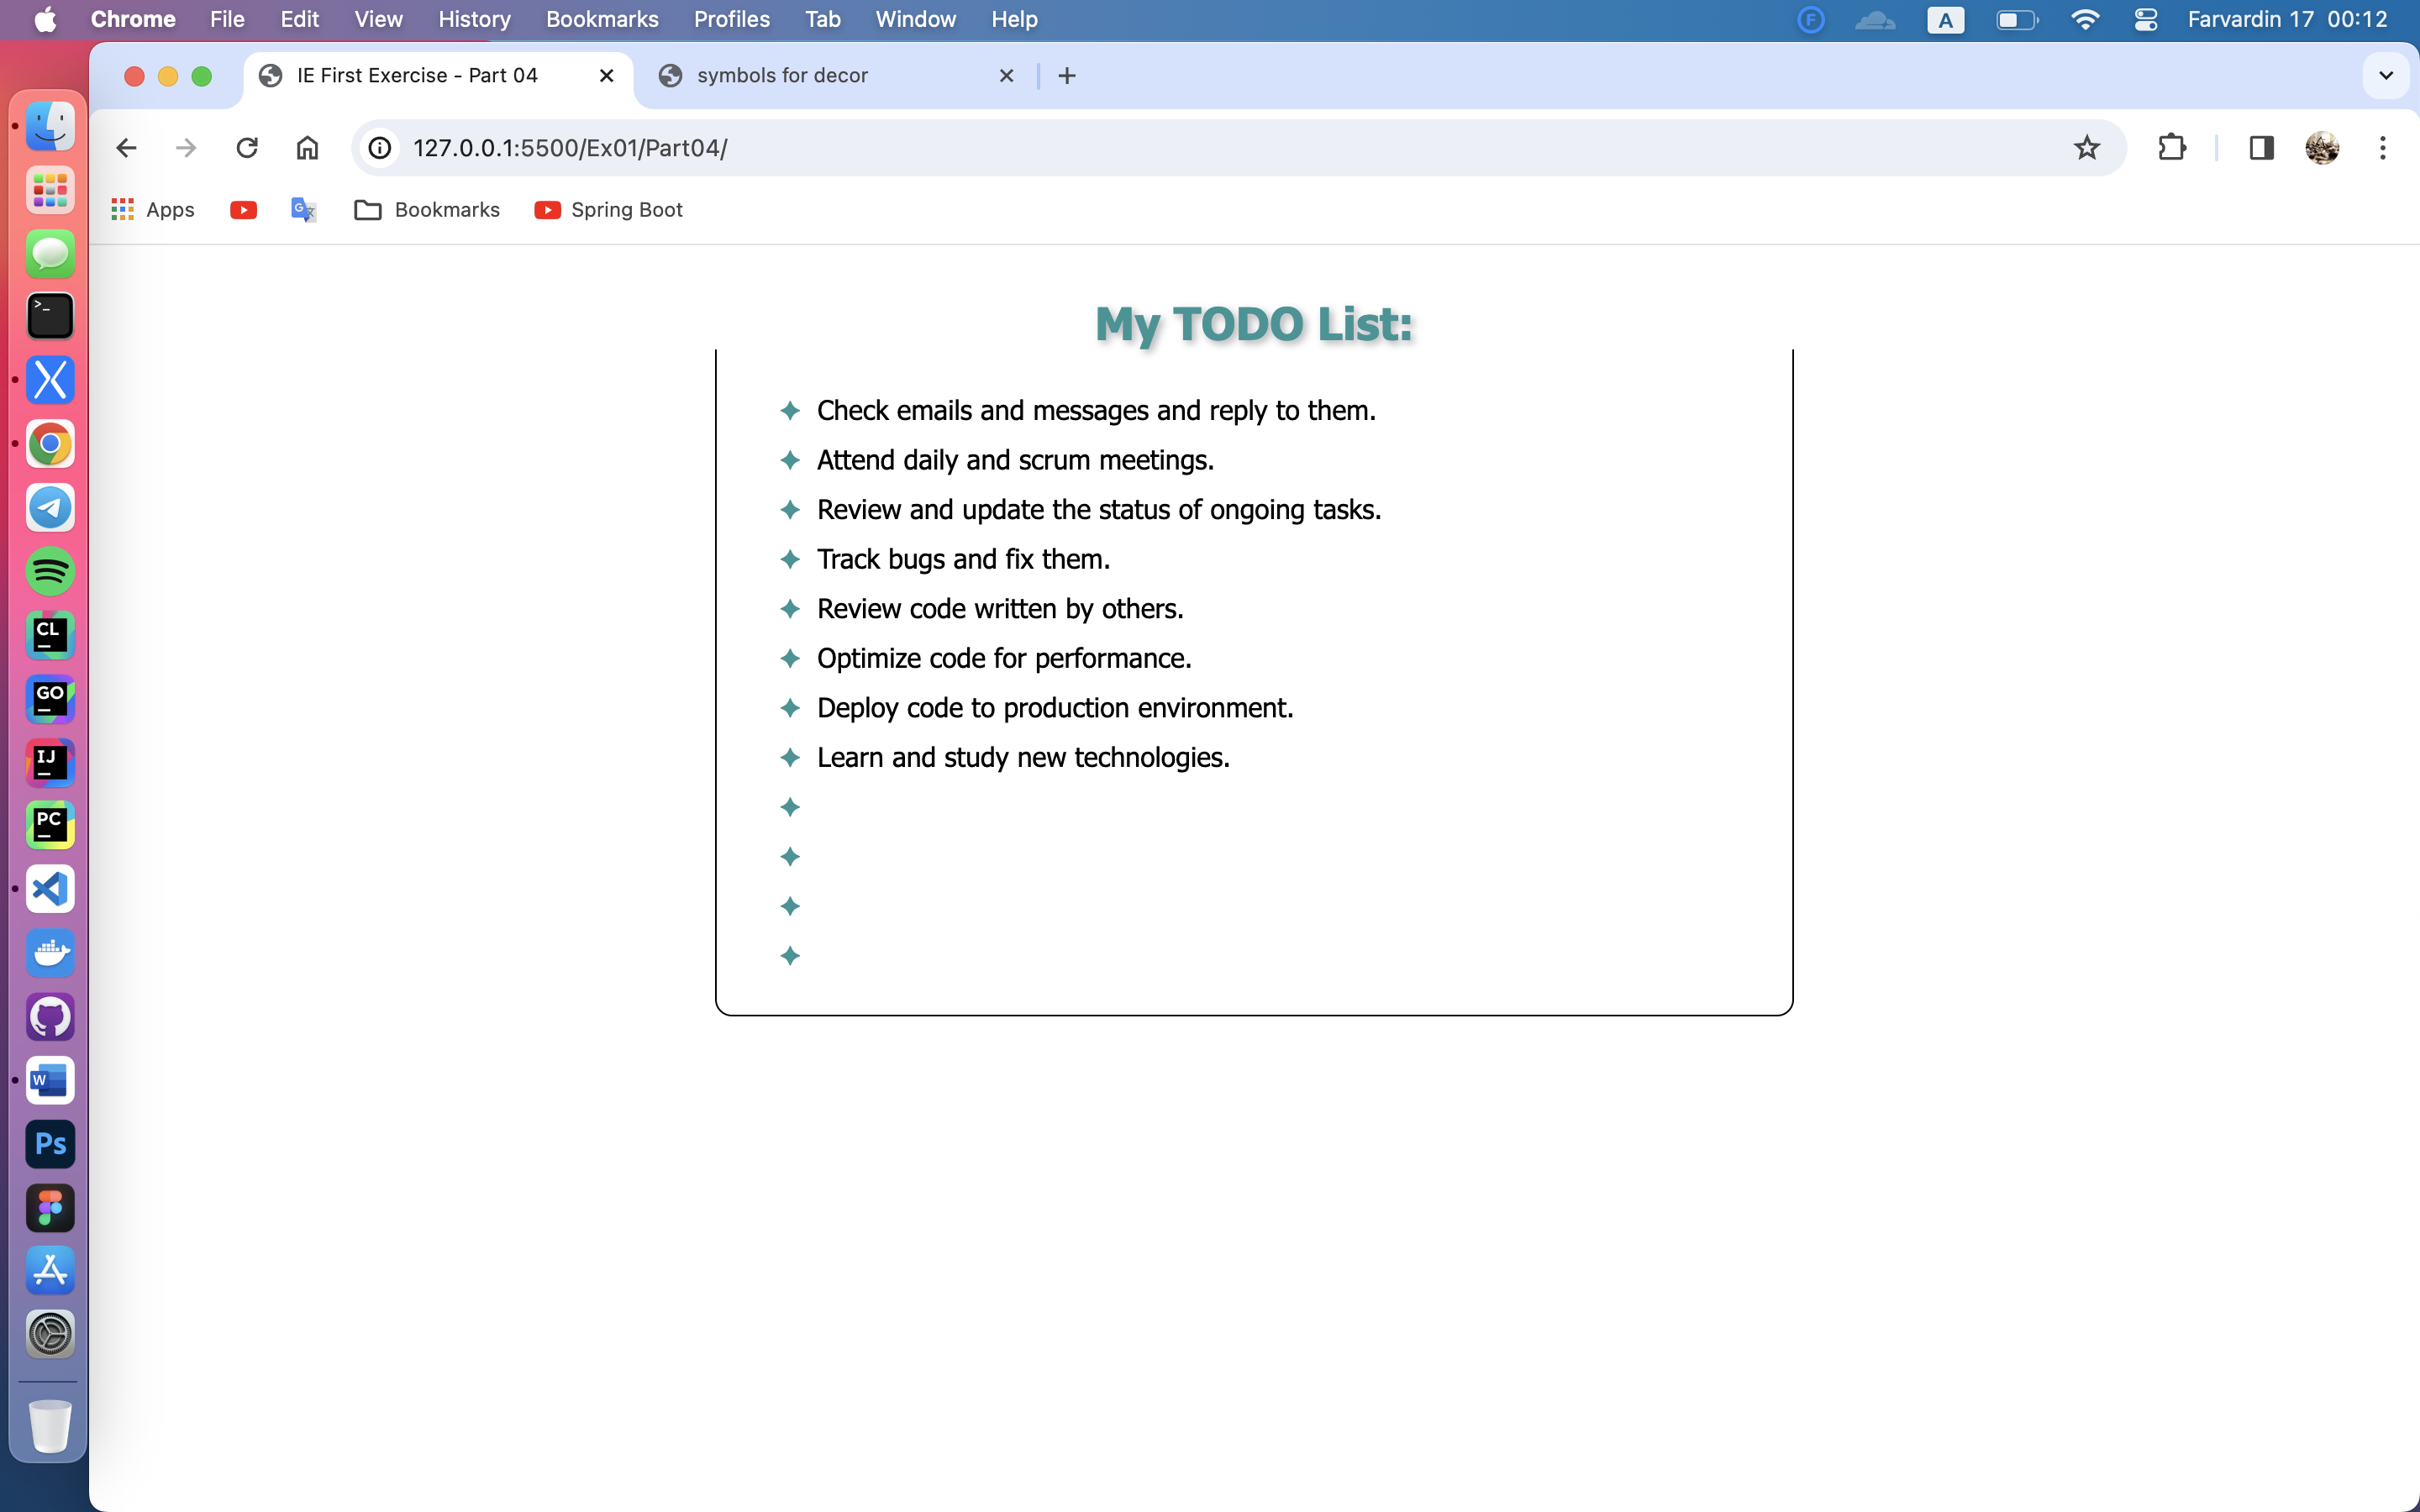 Chrome File Edit View History Bookmarks Profiles Tab Window Help F A Farvardin 17 00:12
IE First Exercise - Part 04 symbols for decor
127.0.0.1:5500/Ex01/Part04/
Apps Bookmarks Spring Boot
My TODO List:
✦ Check emails and messages and reply to them.
✦ Attend daily and scrum meetings.
✦ Review and update the status of ongoing tasks.
✦ Track bugs and fix them.
✦ Review code written by others.
✦ Optimize code for performance.
✦ Deploy code to production environment.
✦ Learn and study new technologies.
✦
✦
✦
✦
CL
GO
IJ
PC
W
Ps